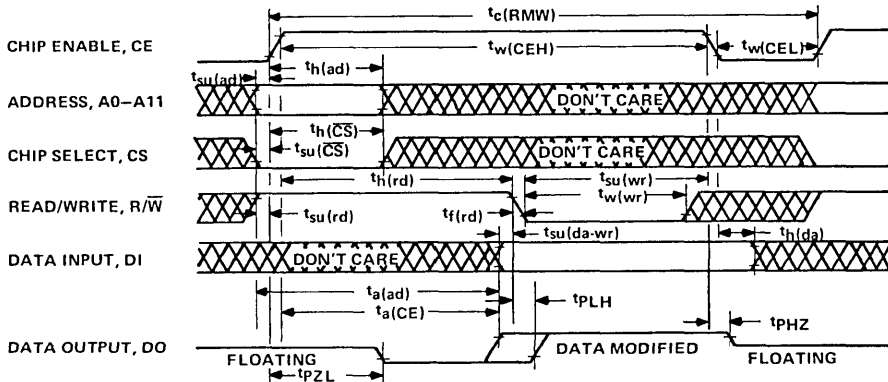 tc(RMW)
CHIP ENABLE, CE
tw(CEH)
tw(CEL)
tsu(ad)
th(ad)
ADDRESS, A0–A11
DON'T CARE
th(C̅S̅)
CHIP SELECT, CS
tsu(C̅S̅)
DON'T CARE
th(rd)
tsu(wr)
tw(wr)
READ/WRITE, R/W̅
tsu(rd)
tf(rd)
tsu(da-wr)
th(da)
DATA INPUT, DI
DON'T CARE
ta(ad)
ta(CE)
tPLH
tPHZ
DATA OUTPUT, DO
FLOATING
DATA MODIFIED
FLOATING
tPZL